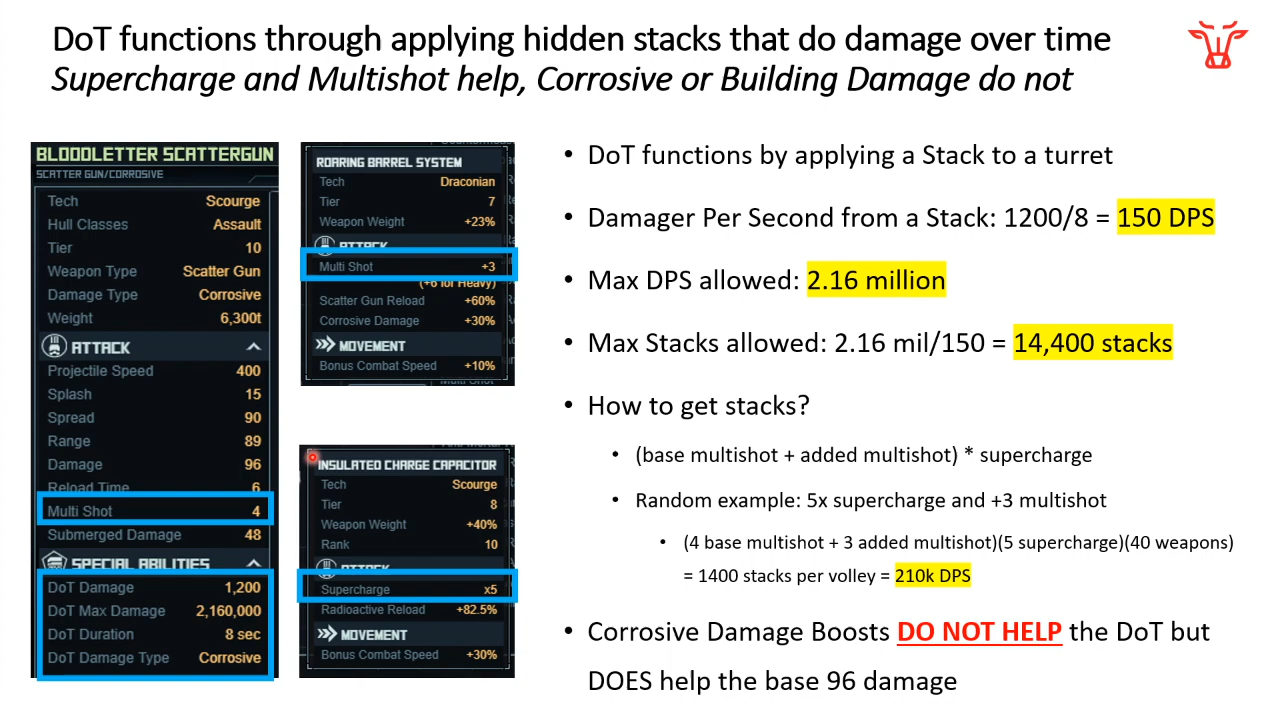 DoT functions through applying hidden stacks that do damage over time
Supercharge and Multishot help, Corrosive or Building Damage do not
BLOODLETTER SCATTERGUN
SCATTER GUN/CORROSIVE
Tech Scourge
Hull Classes Assault
Tier 10
Weapon Type Scatter Gun
Damage Type Corrosive
Weight 6,300t
ATTACK
Projectile Speed 400
Splash 15
Spread 90
Range 89
Damage 96
Reload Time 6
Multi Shot 4
Submerged Damage 48
SPECIAL ABILITIES
DoT Damage 1,200
DoT Max Damage 2,160,000
DoT Duration 8 sec
DoT Damage Type Corrosive
ROARING BARREL SYSTEM
Tech Draconian
Tier 7
Weapon Weight +23%
ATTACK
Multi Shot +3
(+6 for Heavy)
Scatter Gun Reload +60%
Corrosive Damage +30%
MOVEMENT
Bonus Combat Speed +10%
INSULATED CHARGE CAPACITOR
Tech Scourge
Tier 8
Weapon Weight +40%
Rank 10
ATTACK
Supercharge x5
Radioactive Reload +82.5%
MOVEMENT
Bonus Combat Speed +30%
• DoT functions by applying a Stack to a turret
• Damager Per Second from a Stack: 1200/8 = 150 DPS
• Max DPS allowed: 2.16 million
• Max Stacks allowed: 2.16 mil/150 = 14,400 stacks
• How to get stacks?
• (base multishot + added multishot) * supercharge
• Random example: 5x supercharge and +3 multishot
• (4 base multishot + 3 added multishot)(5 supercharge)(40 weapons)
= 1400 stacks per volley = 210k DPS
• Corrosive Damage Boosts DO NOT HELP the DoT but
DOES help the base 96 damage